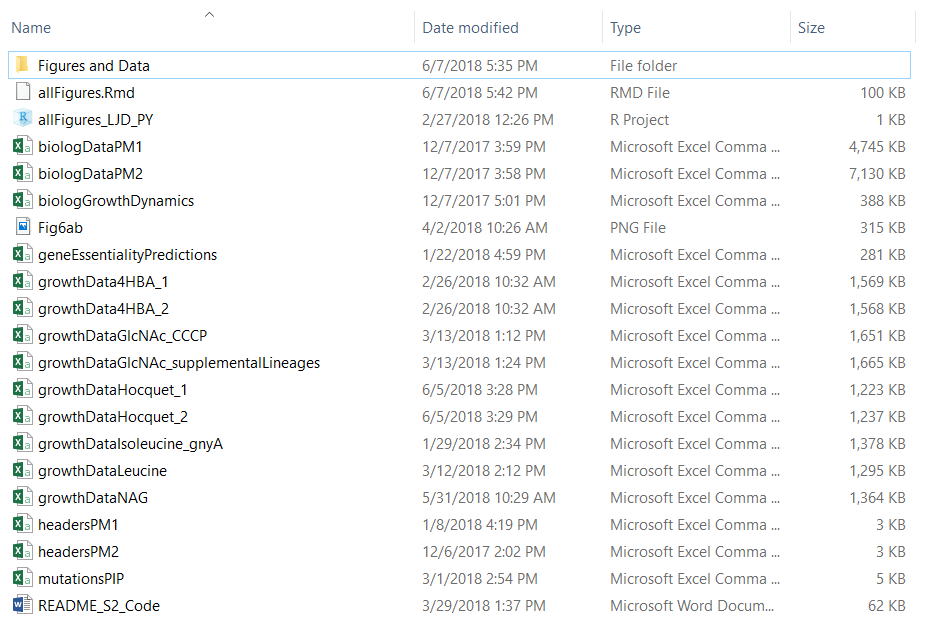 Name Date modified Type Size
Figures and Data 6/7/2018 5:35 PM File folder
allFigures.Rmd 6/7/2018 5:42 PM RMD File 100 KB
allFigures_LJD_PY 2/27/2018 12:26 PM R Project 1 KB
biologDataPM1 12/7/2017 3:59 PM Microsoft Excel Comma ... 4,745 KB
biologDataPM2 12/7/2017 3:58 PM Microsoft Excel Comma ... 7,130 KB
biologGrowthDynamics 12/7/2017 5:01 PM Microsoft Excel Comma ... 388 KB
Fig6ab 4/2/2018 10:26 AM PNG File 315 KB
geneEssentialityPredictions 1/22/2018 4:59 PM Microsoft Excel Comma ... 281 KB
growthData4HBA_1 2/26/2018 10:32 AM Microsoft Excel Comma ... 1,569 KB
growthData4HBA_2 2/26/2018 10:32 AM Microsoft Excel Comma ... 1,568 KB
growthDataGlcNAc_CCCP 3/13/2018 1:12 PM Microsoft Excel Comma ... 1,651 KB
growthDataGlcNAc_supplementalLineages 3/13/2018 1:24 PM Microsoft Excel Comma ... 1,665 KB
growthDataHocquet_1 6/5/2018 3:28 PM Microsoft Excel Comma ... 1,223 KB
growthDataHocquet_2 6/5/2018 3:29 PM Microsoft Excel Comma ... 1,237 KB
growthDataIsoleucine_gnyA 1/29/2018 2:34 PM Microsoft Excel Comma ... 1,378 KB
growthDataLeucine 3/12/2018 2:12 PM Microsoft Excel Comma ... 1,295 KB
growthDataNAG 5/31/2018 10:29 AM Microsoft Excel Comma ... 1,364 KB
headersPM1 1/8/2018 4:19 PM Microsoft Excel Comma ... 3 KB
headersPM2 12/6/2017 2:02 PM Microsoft Excel Comma ... 3 KB
mutationsPIP 3/1/2018 2:54 PM Microsoft Excel Comma ... 5 KB
README_S2_Code 3/29/2018 1:37 PM Microsoft Word Docum... 62 KB